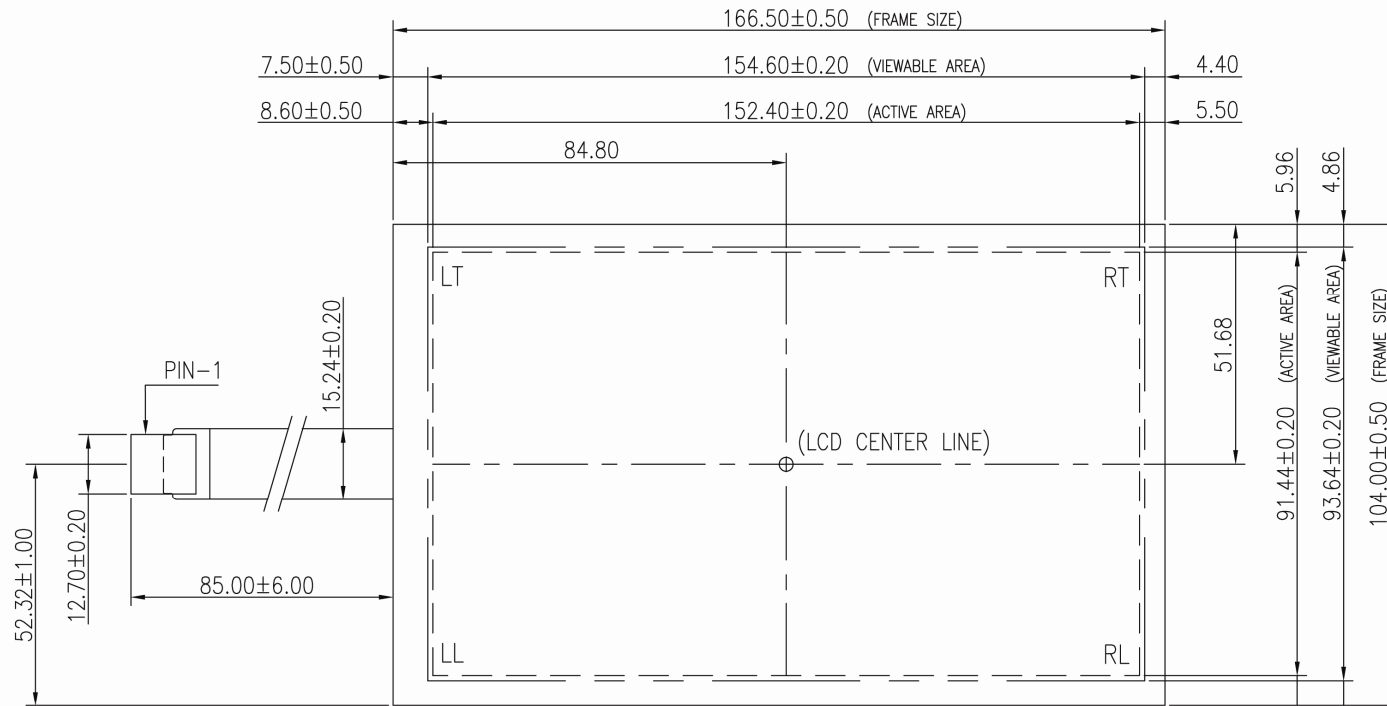 166.50±0.50 (FRAME SIZE)
7.50±0.50
154.60±0.20 (VIEWABLE AREA)
4.40
8.60±0.50
152.40±0.20 (ACTIVE AREA)
5.50
84.80
5.96
4.86
LT
RT
51.68
91.44±0.20 (ACTIVE AREA)
93.64±0.20 (VIEWABLE AREA)
104.00±0.50 (FRAME SIZE)
PIN-1
15.24±0.20
(LCD CENTER LINE)
52.32±1.00
12.70±0.20
85.00±6.00
LL
RL